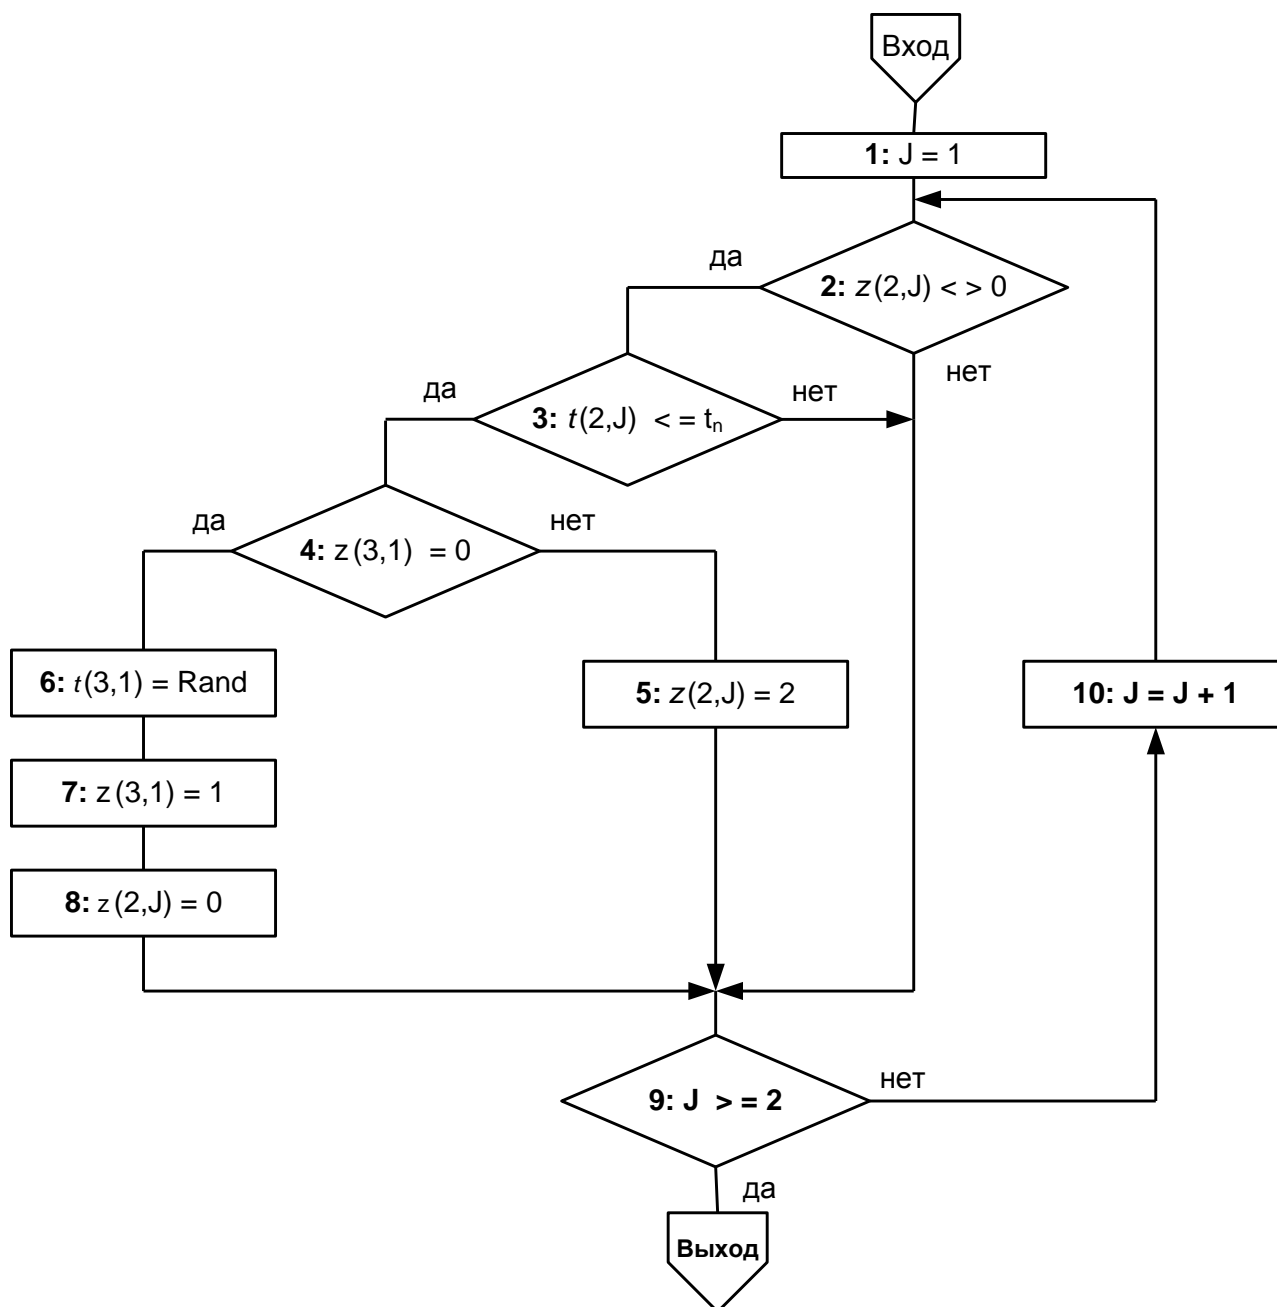 Вход
1: J = 1
да
2: z(2,J) < > 0
нет
да
3: t(2,J) < = tn
нет
да
4: z(3,1) = 0
нет
6: t(3,1) = Rand
5: z(2,J) = 2
10: J = J + 1
7: z(3,1) = 1
8: z(2,J) = 0
9: J > = 2
нет
да
Выход